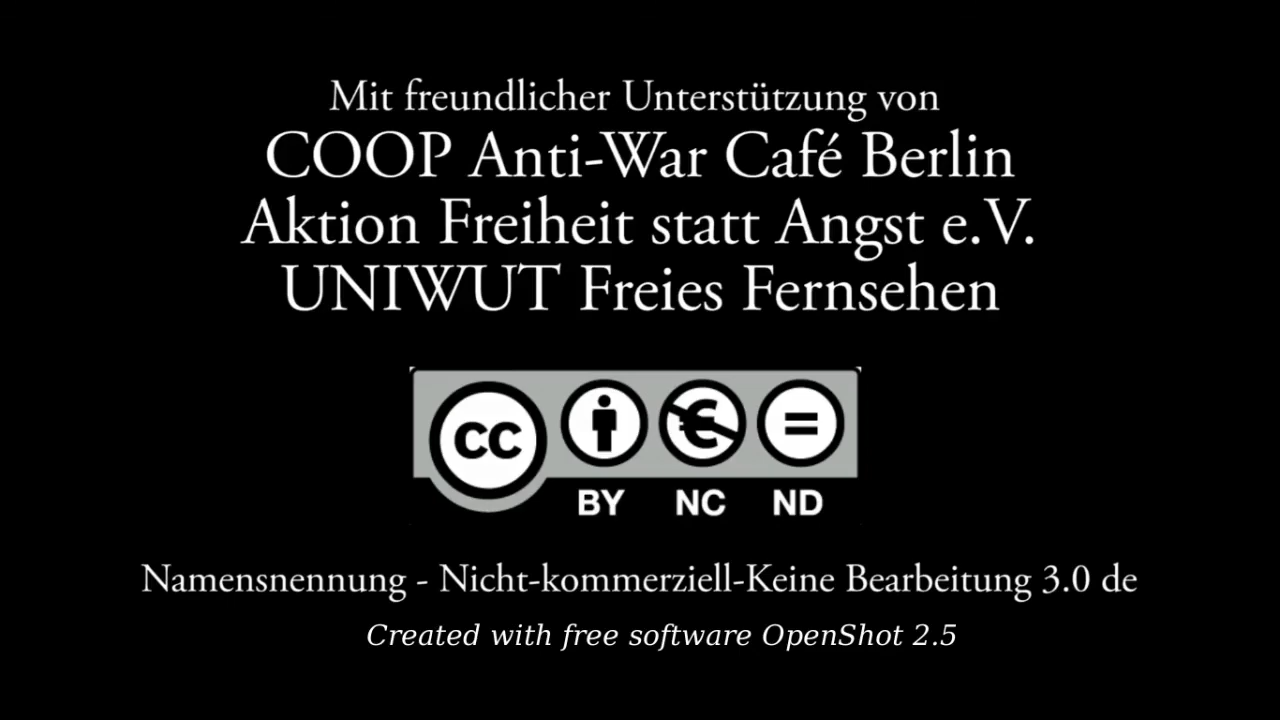 Mit freundlicher Unterstützung von
COOP Anti-War Café Berlin
Aktion Freiheit statt Angst e.V.
UNIWUT Freies Fernsehen
cc
BY NC ND
Namensnennung - Nicht-kommerziell-Keine Bearbeitung 3.0 de
Created with free software OpenShot 2.5